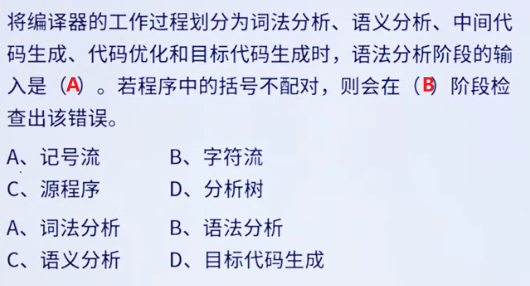 将编译器的工作过程划分为词法分析、语义分析、中间代
码生成、代码优化和目标代码生成时，语法分析阶段的输
入是（A）。若程序中的括号不配对，则会在（B）阶段检
查出该错误。
A、记号流 B、字符流
C、源程序 D、分析树
A、词法分析 B、语法分析
C、语义分析 D、目标代码生成